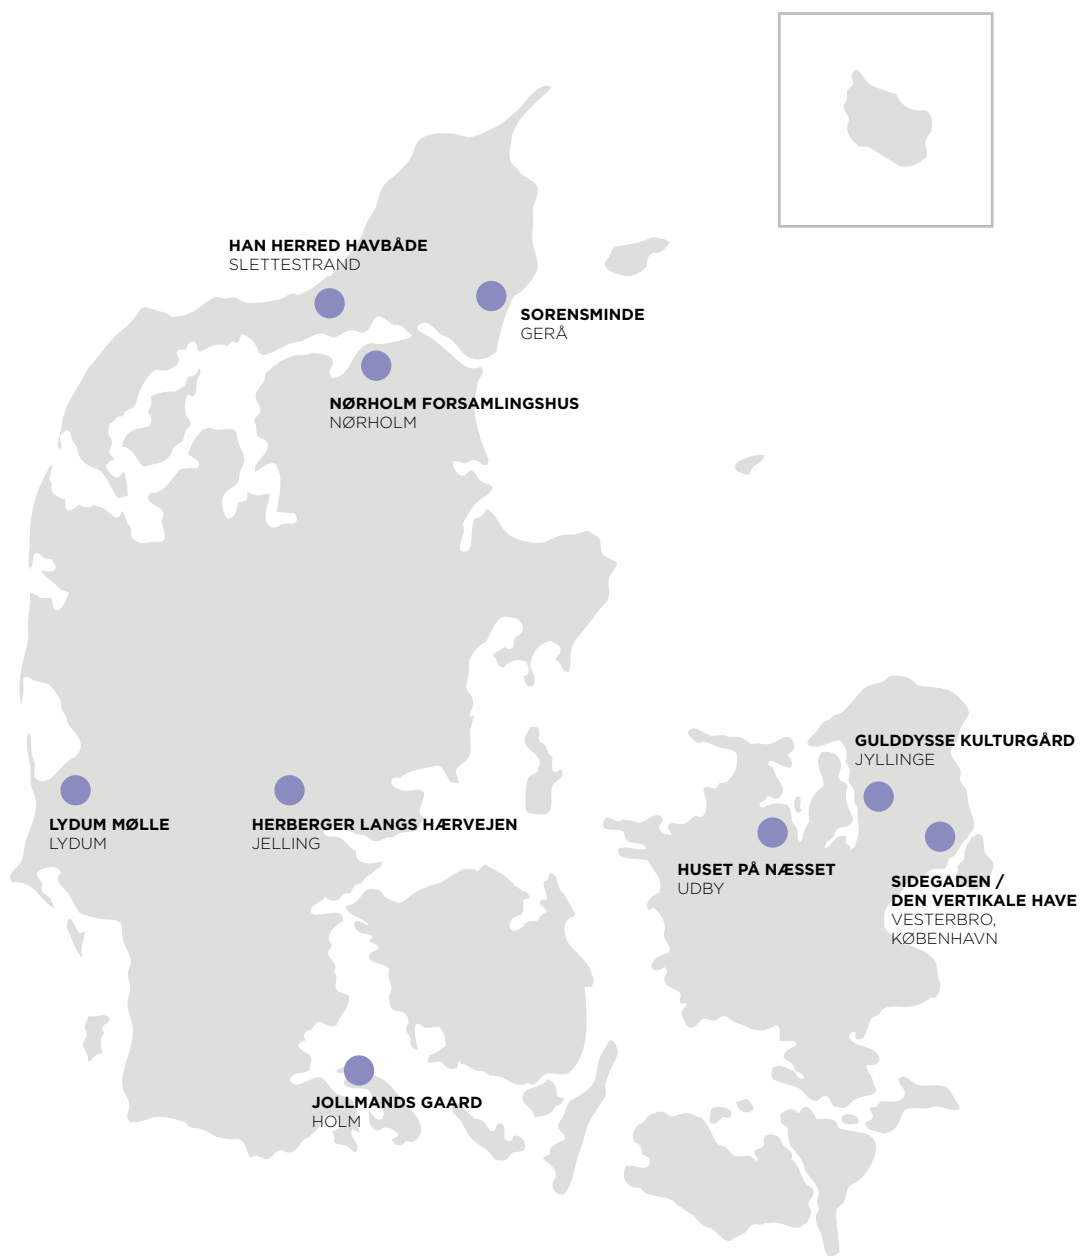 HAN HERRED HAVBÅDE
SLETTESTRAND
SORENSMINDE
GERÅ
NØRHOLM FORSAMLINGSHUS
NØRHOLM
GULDDYSSE KULTURGÅRD
JYLLINGE
LYDUM MØLLE
LYDUM
HERBERGER LANGS HÆRVEJEN
JELLING
HUSET PÅ NÆSSET
UDBY
SIDEGADEN /
DEN VERTIKALE HAVE
VESTERBRO,
KØBENHAVN
JOLLMANDS GAARD
HOLM